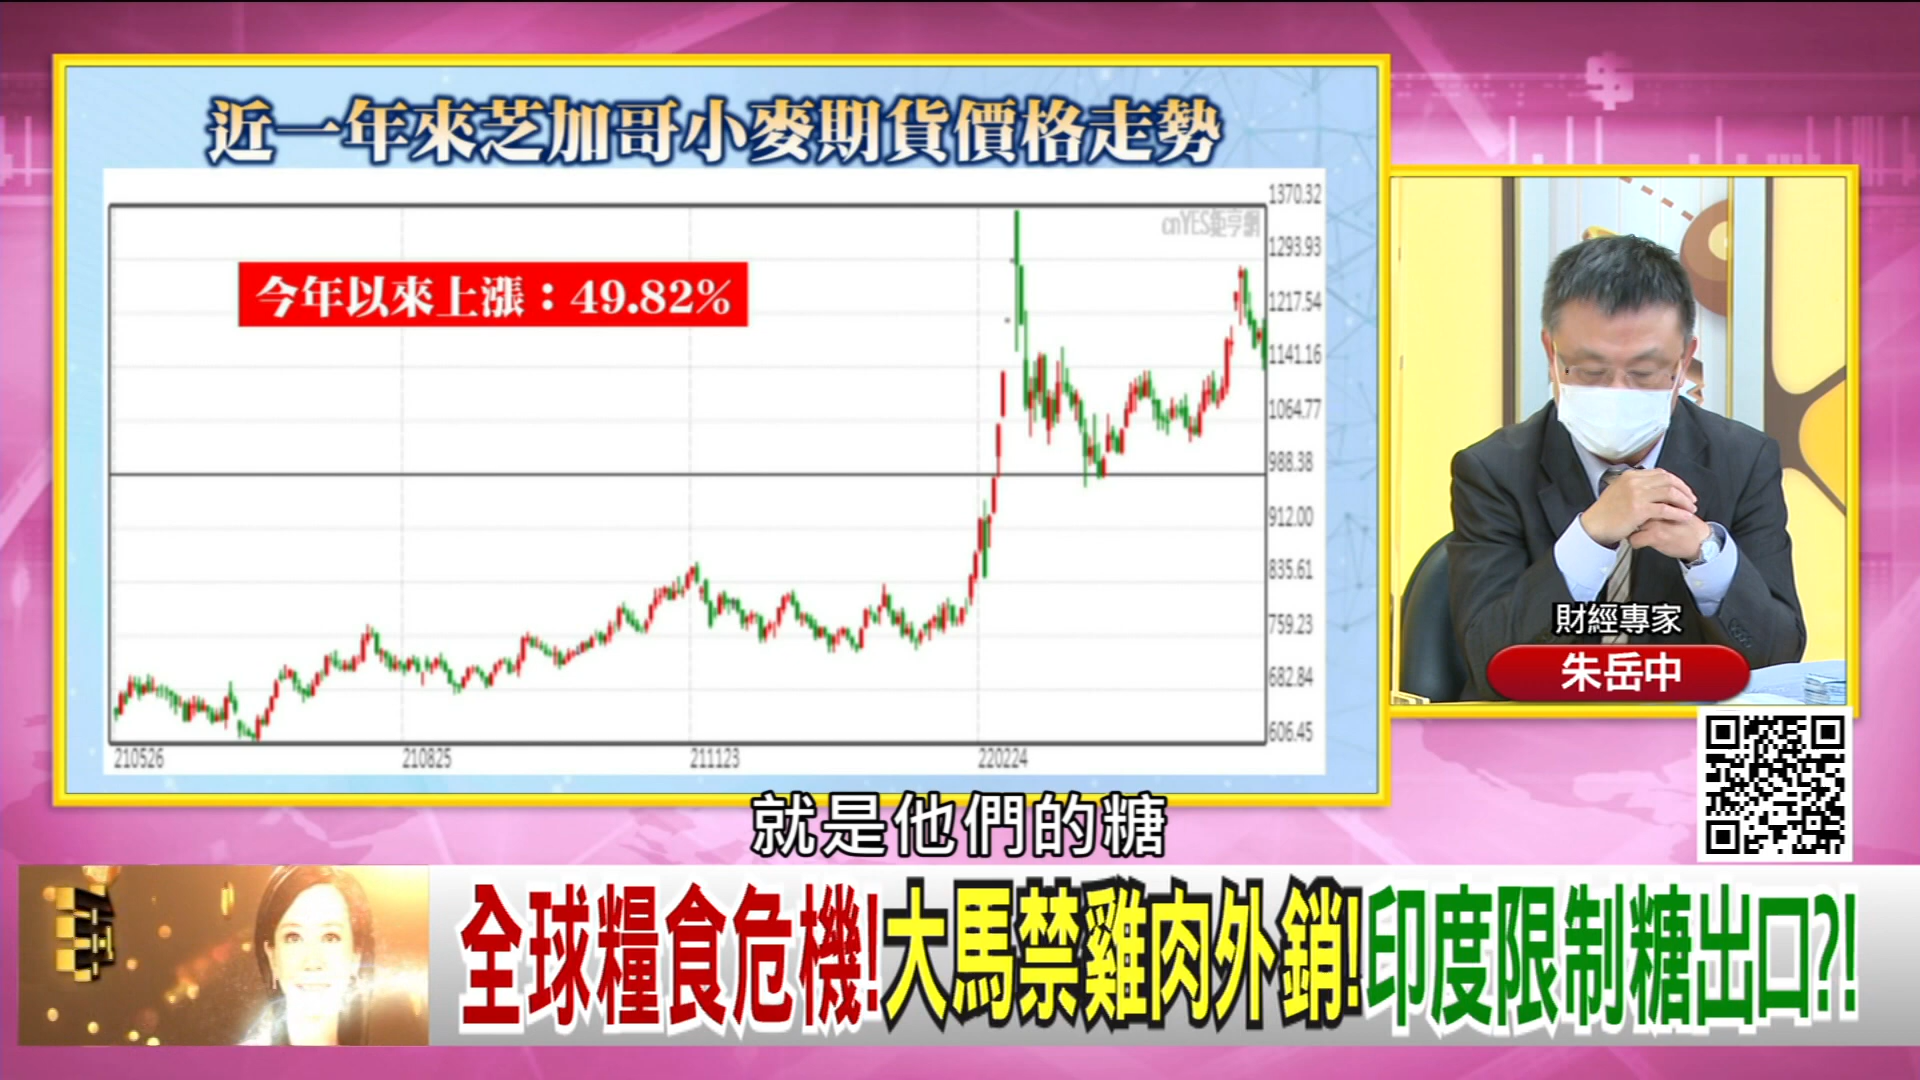 近一年來芝加哥小麥期貨價格走勢
今年以來上漲：49.82%
cnYES鉅亨網
1370.32
1293.93
1217.54
1141.16
1064.77
988.38
912.00
835.61
759.23
682.84
606.45
210526
210825
211123
220224
財經專家
朱岳中
就是他們的糖
全球糧食危機!大馬禁雞肉外銷!印度限制糖出口?!